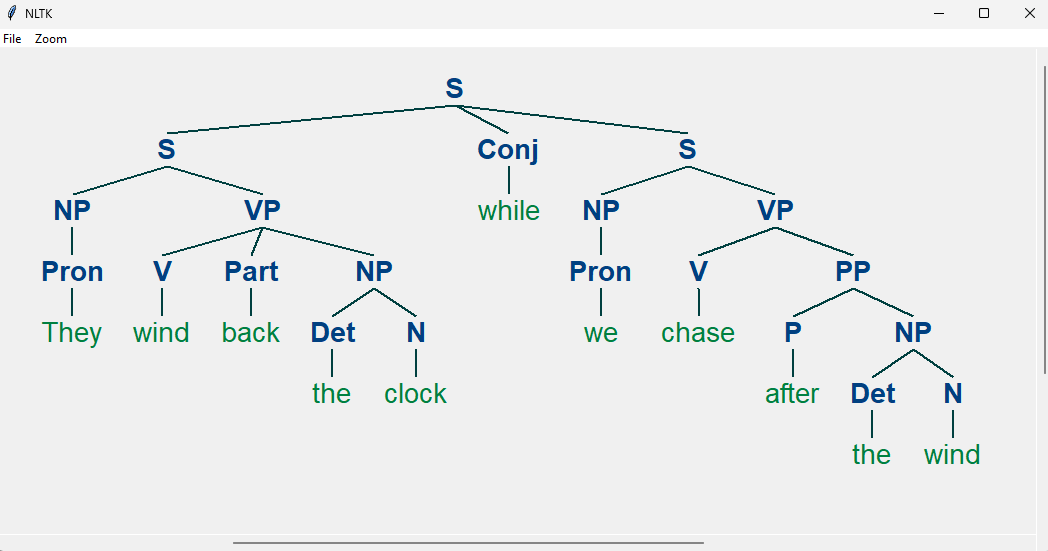 NLTK
File Zoom
S
S Conj S
NP VP while NP VP
Pron V Part NP Pron V PP
They wind back Det N we chase P NP
the clock after Det N
the wind